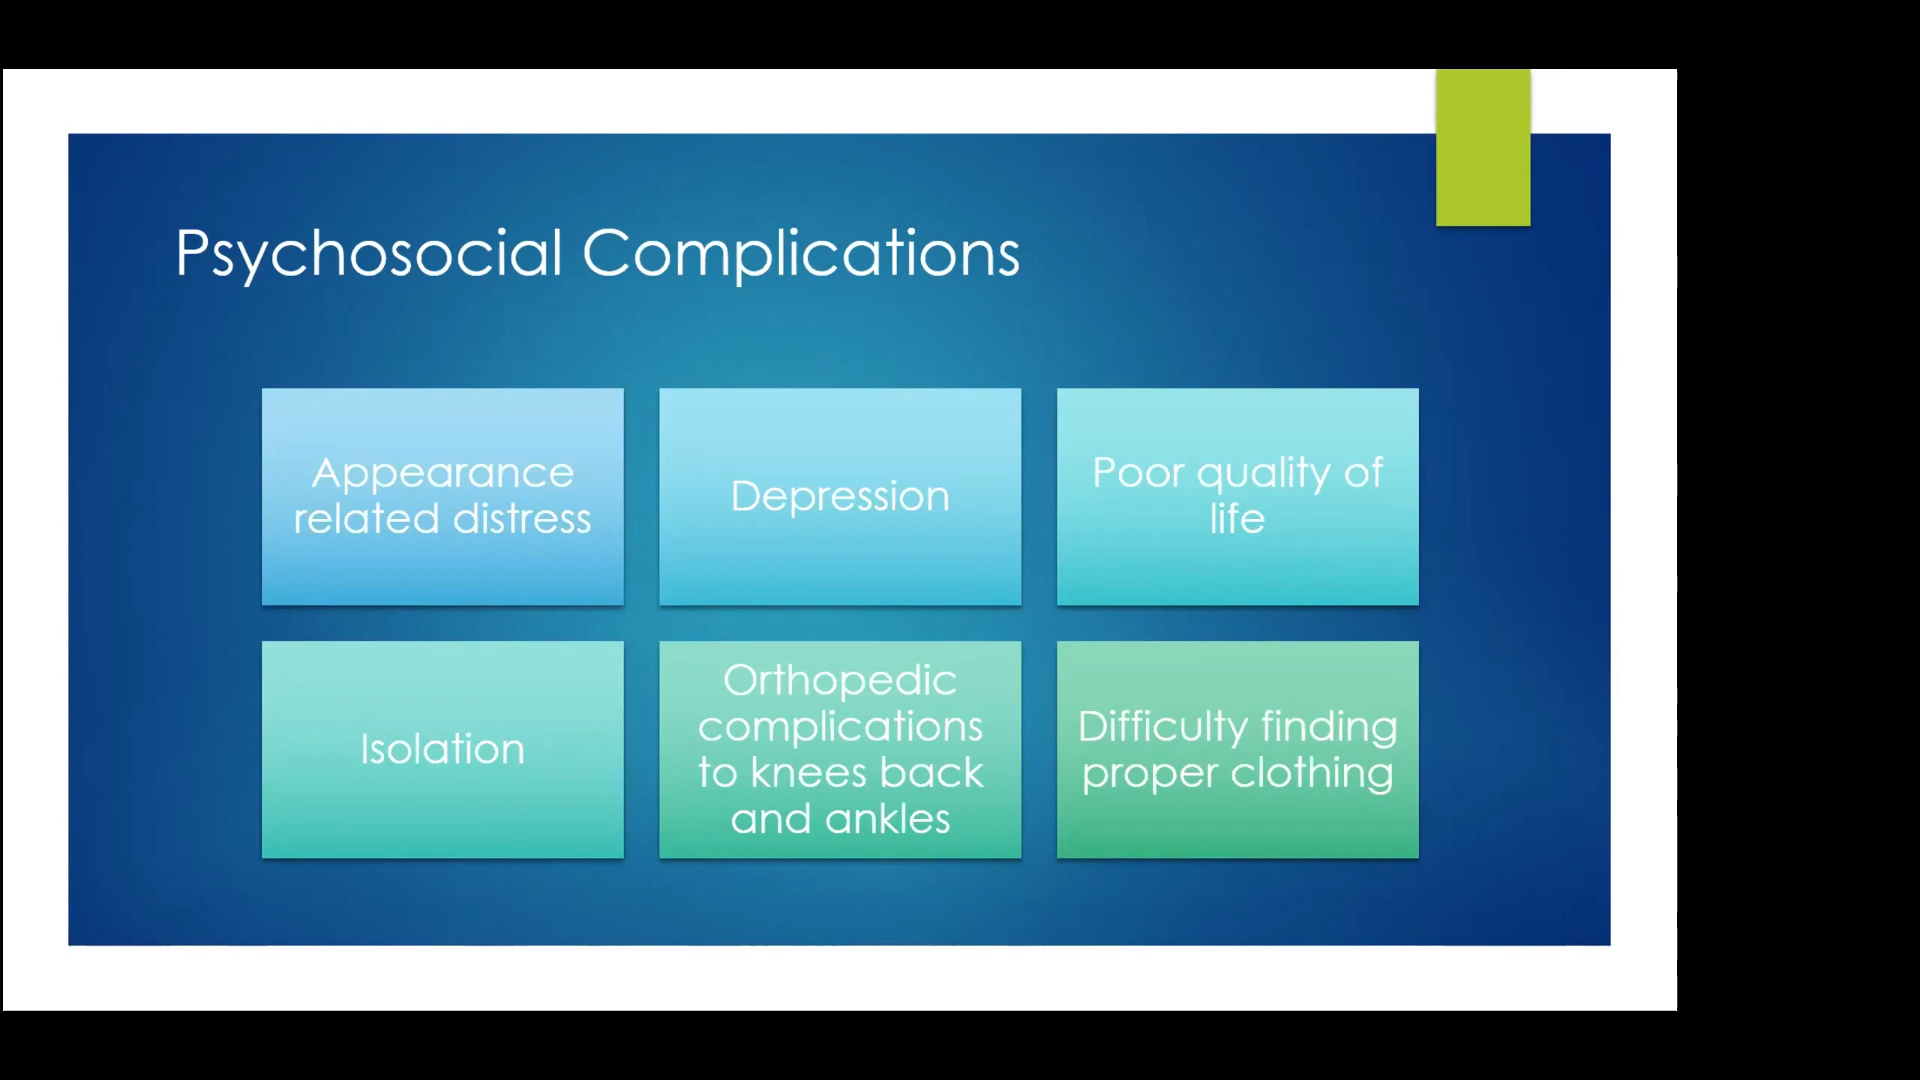 Psychosocial Complications
Appearance
related distress
Depression
Poor quality of
life
Isolation
Orthopedic
complications
to knees back
and ankles
Difficulty finding
proper clothing